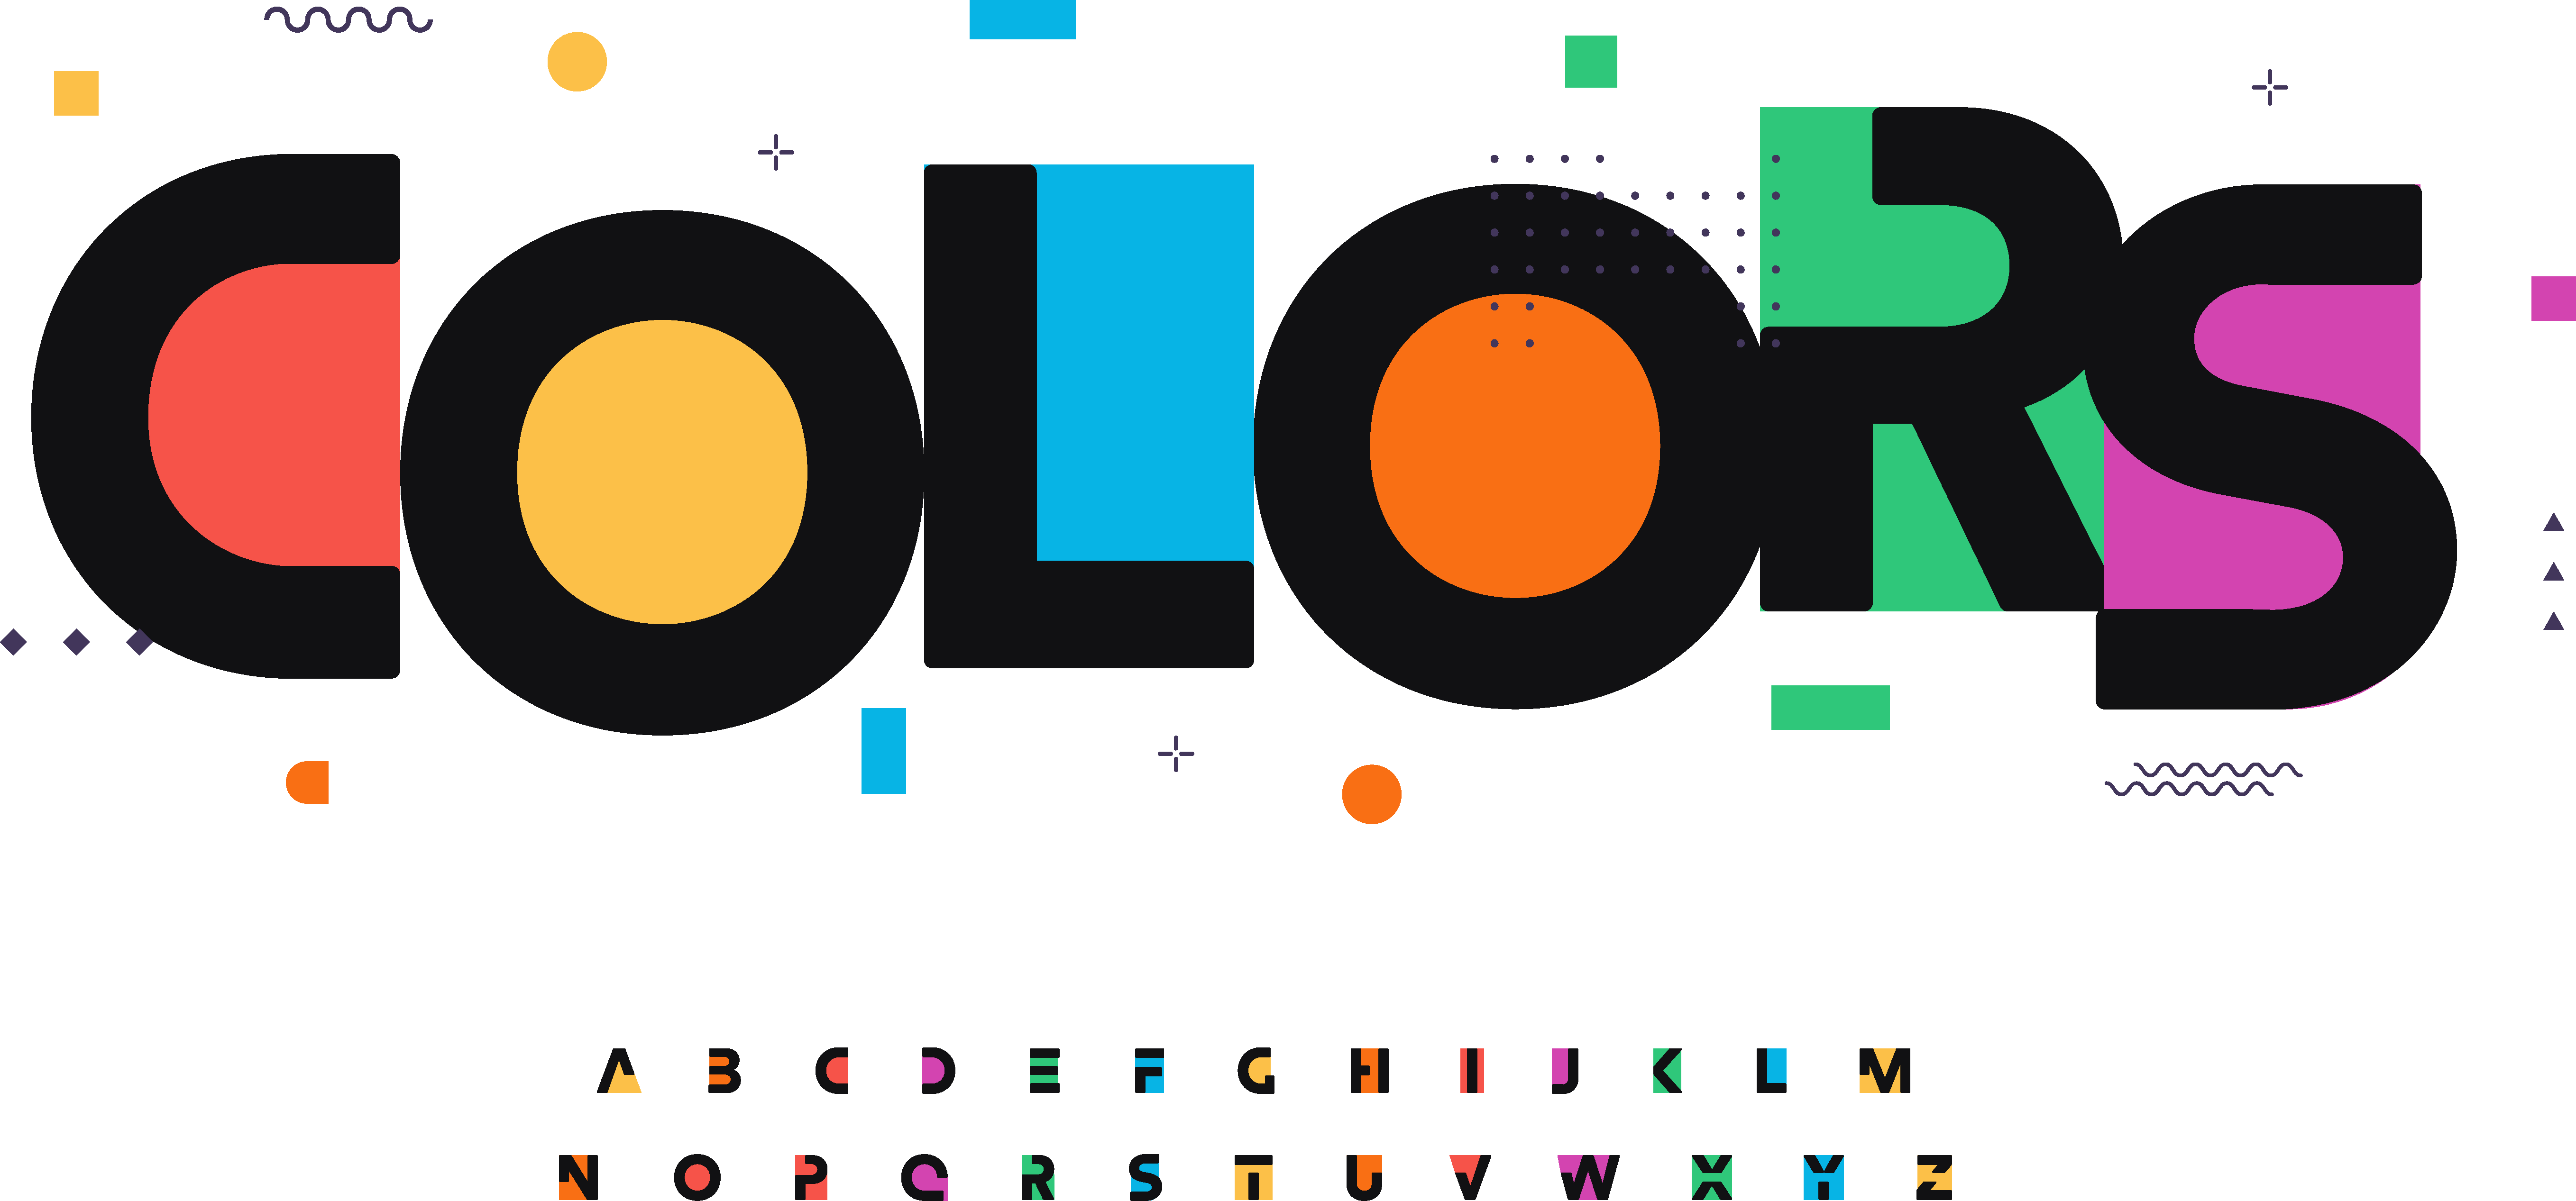 COLORS
A B C D E F G H I J K L M
N O P Q R S T U V W X Y Z